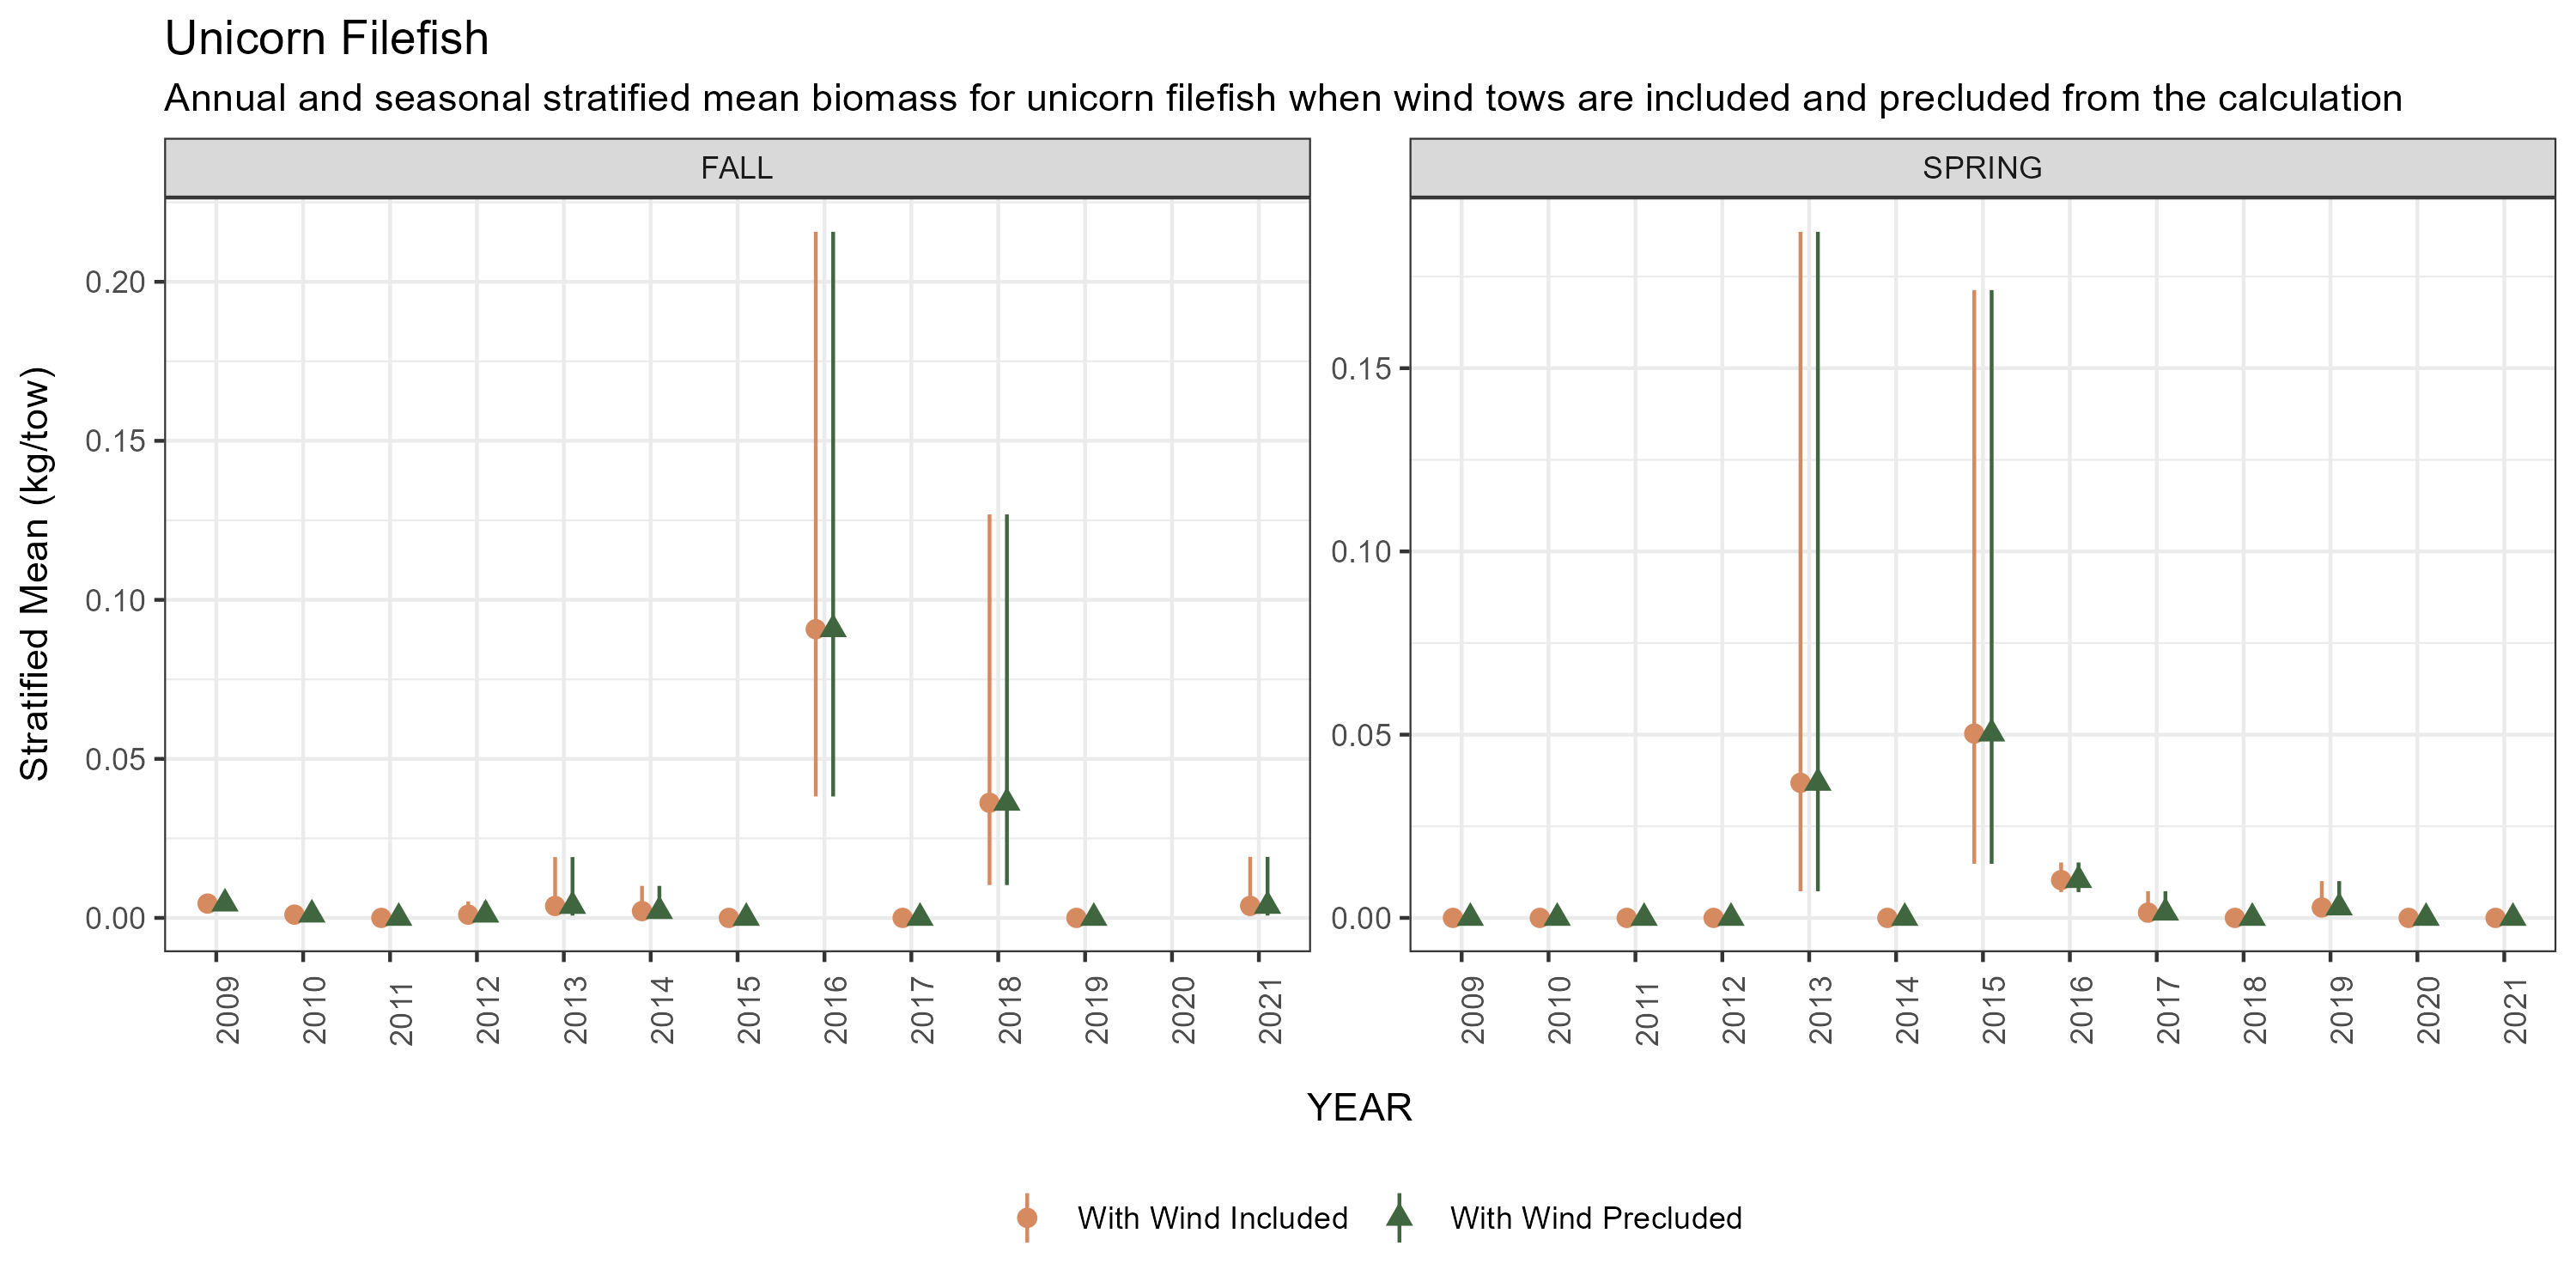 Unicorn Filefish
Annual and seasonal stratified mean biomass for unicorn filefish when wind tows are included and precluded from the calculation
FALL
SPRING
Stratified Mean (kg/tow)
0.20
0.15
0.10
0.05
0.00
0.15
0.10
0.05
0.00
2009 2010 2011 2012 2013 2014 2015 2016 2017 2018 2019 2020 2021
2009 2010 2011 2012 2013 2014 2015 2016 2017 2018 2019 2020 2021
YEAR
With Wind Included
With Wind Precluded